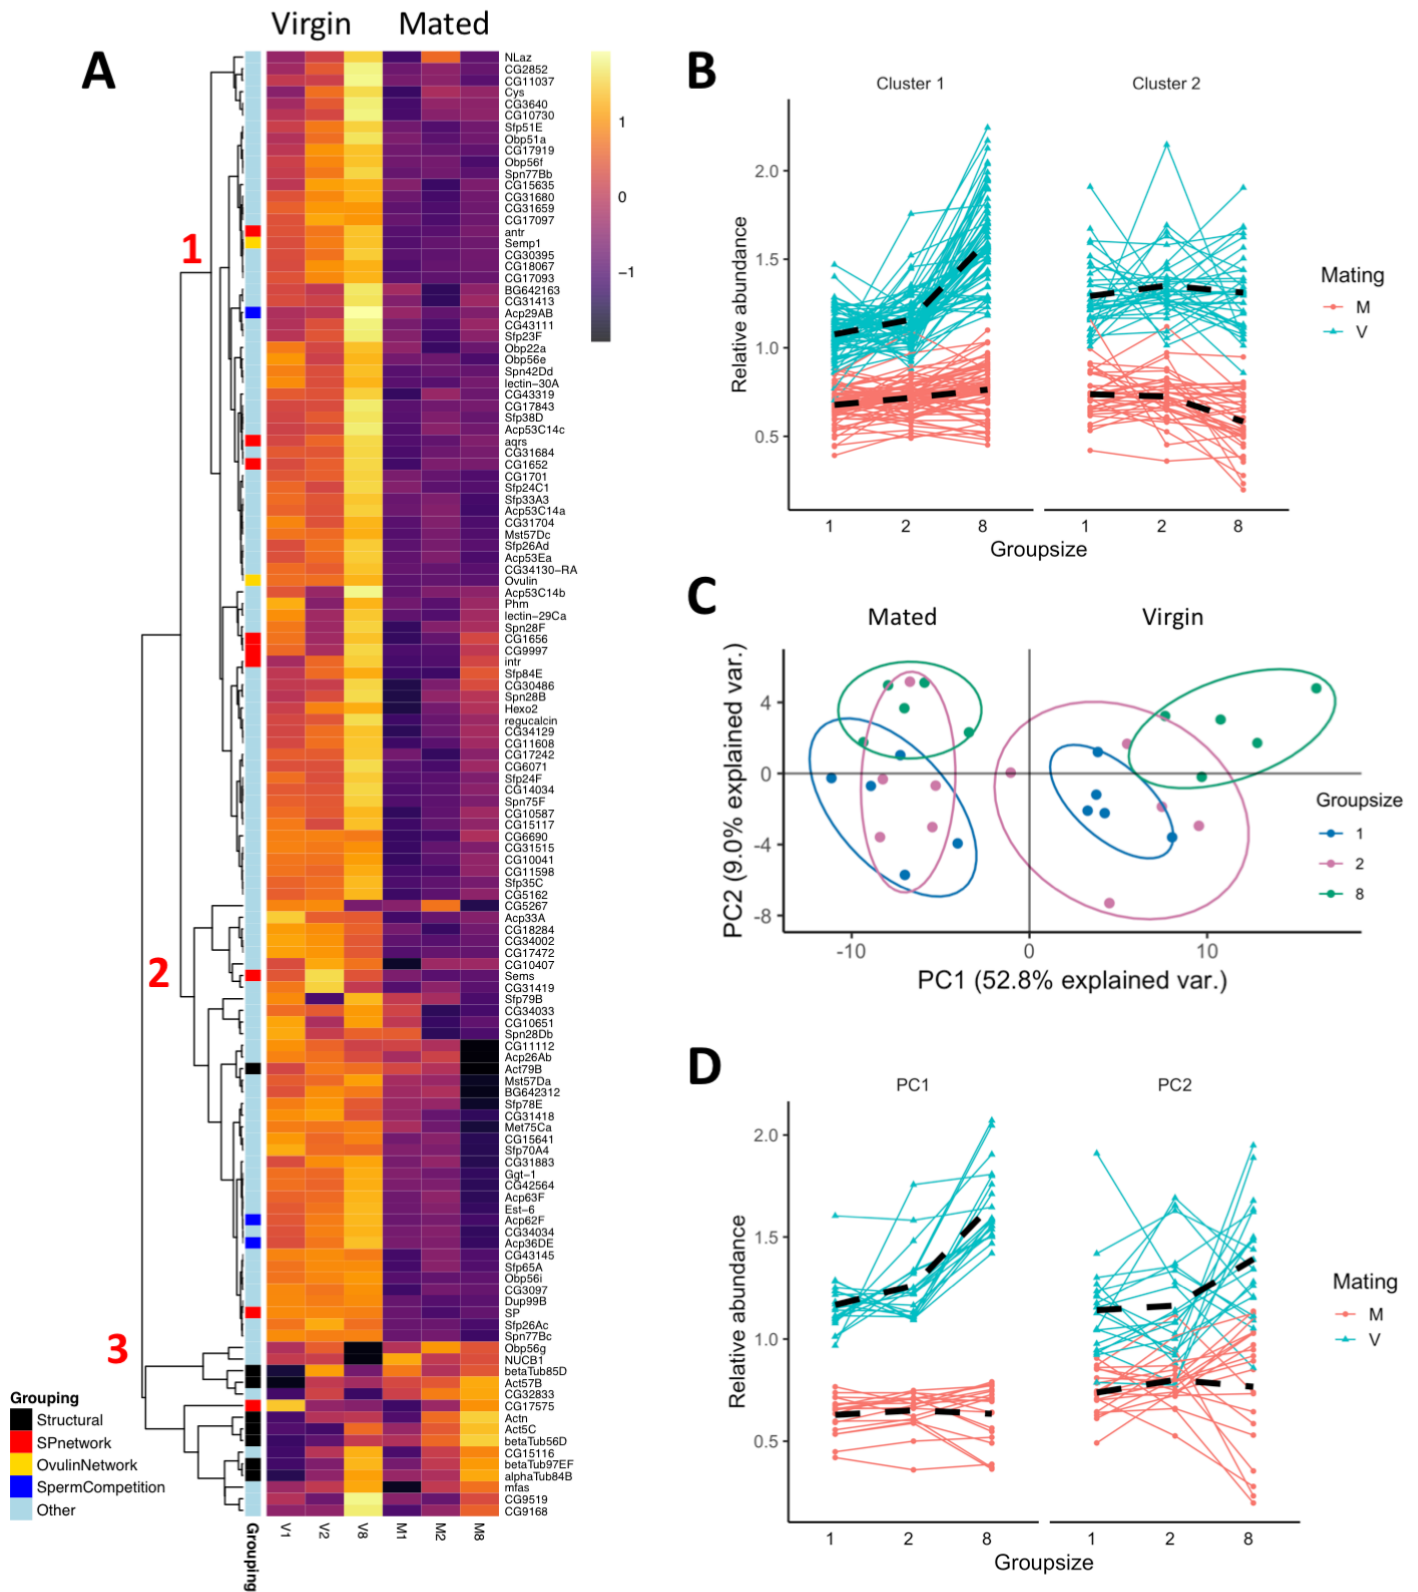 A
Virgin Mated
NLaz
CG2852
CG11037
Cys
CG3640
CG10730
Sfp51E
Obp51a
CG17919
Obp56f
Spn77Bb
CG15635
CG31680
CG31659
CG17097
antr
Semp1
CG30395
CG18067
CG17093
BG642163
CG31413
Acp29AB
CG43111
Sfp23F
Obp22a
Obp56e
Spn42Dd
lectin−30A
CG43319
CG17843
Sfp38D
Acp53C14c
aqrs
CG31684
CG1652
CG1701
Sfp24C1
Sfp33A3
Acp53C14a
CG31704
Mst57Dc
Sfp26Ad
Acp53Ea
CG34130−RA
Ovulin
Acp53C14b
Phm
lectin−29Ca
Spn28F
CG1656
CG9997
intr
Sfp84E
CG30486
Spn28B
Hexo2
regucalcin
CG34129
CG11608
CG17242
CG6071
Sfp24F
CG14034
Spn75F
CG10587
CG15117
CG6690
CG31515
CG10041
CG11598
Sfp35C
CG5162
CG5267
Acp33A
CG18284
CG34002
CG17472
CG10407
Sems
CG31419
Sfp79B
CG34033
CG10651
Spn28Db
CG11112
Acp26Ab
Act79B
Mst57Da
BG642312
Sfp78E
CG31418
Met75Ca
CG15641
Sfp70A4
CG31883
Ggt−1
CG42564
Acp63F
Est−6
Acp62F
CG34034
Acp36DE
CG43145
Sfp65A
Obp56i
CG3097
Dup99B
SP
Sfp26Ac
Spn77Bc
Obp56g
NUCB1
betaTub85D
Act57B
CG32833
CG17575
Actn
Act5C
betaTub56D
CG15116
betaTub97EF
alphaTub84B
mfas
CG9519
CG9168
1
2
3
1
0
−1
Grouping
Structural
SPnetwork
OvulinNetwork
SpermCompetition
Other
Grouping
V1 V2 V8 M1 M2 M8
B
Cluster 1 Cluster 2
Relative abundance
2.0
1.5
1.0
0.5
1 2 8 1 2 8
Groupsize
Mating
M
V
C
Mated Virgin
PC2 (9.0% explained var.)
4
0
-4
-8
-10 0 10
PC1 (52.8% explained var.)
Groupsize
1
2
8
D
PC1 PC2
Relative abundance
2.0
1.5
1.0
0.5
1 2 8 1 2 8
Groupsize
Mating
M
V